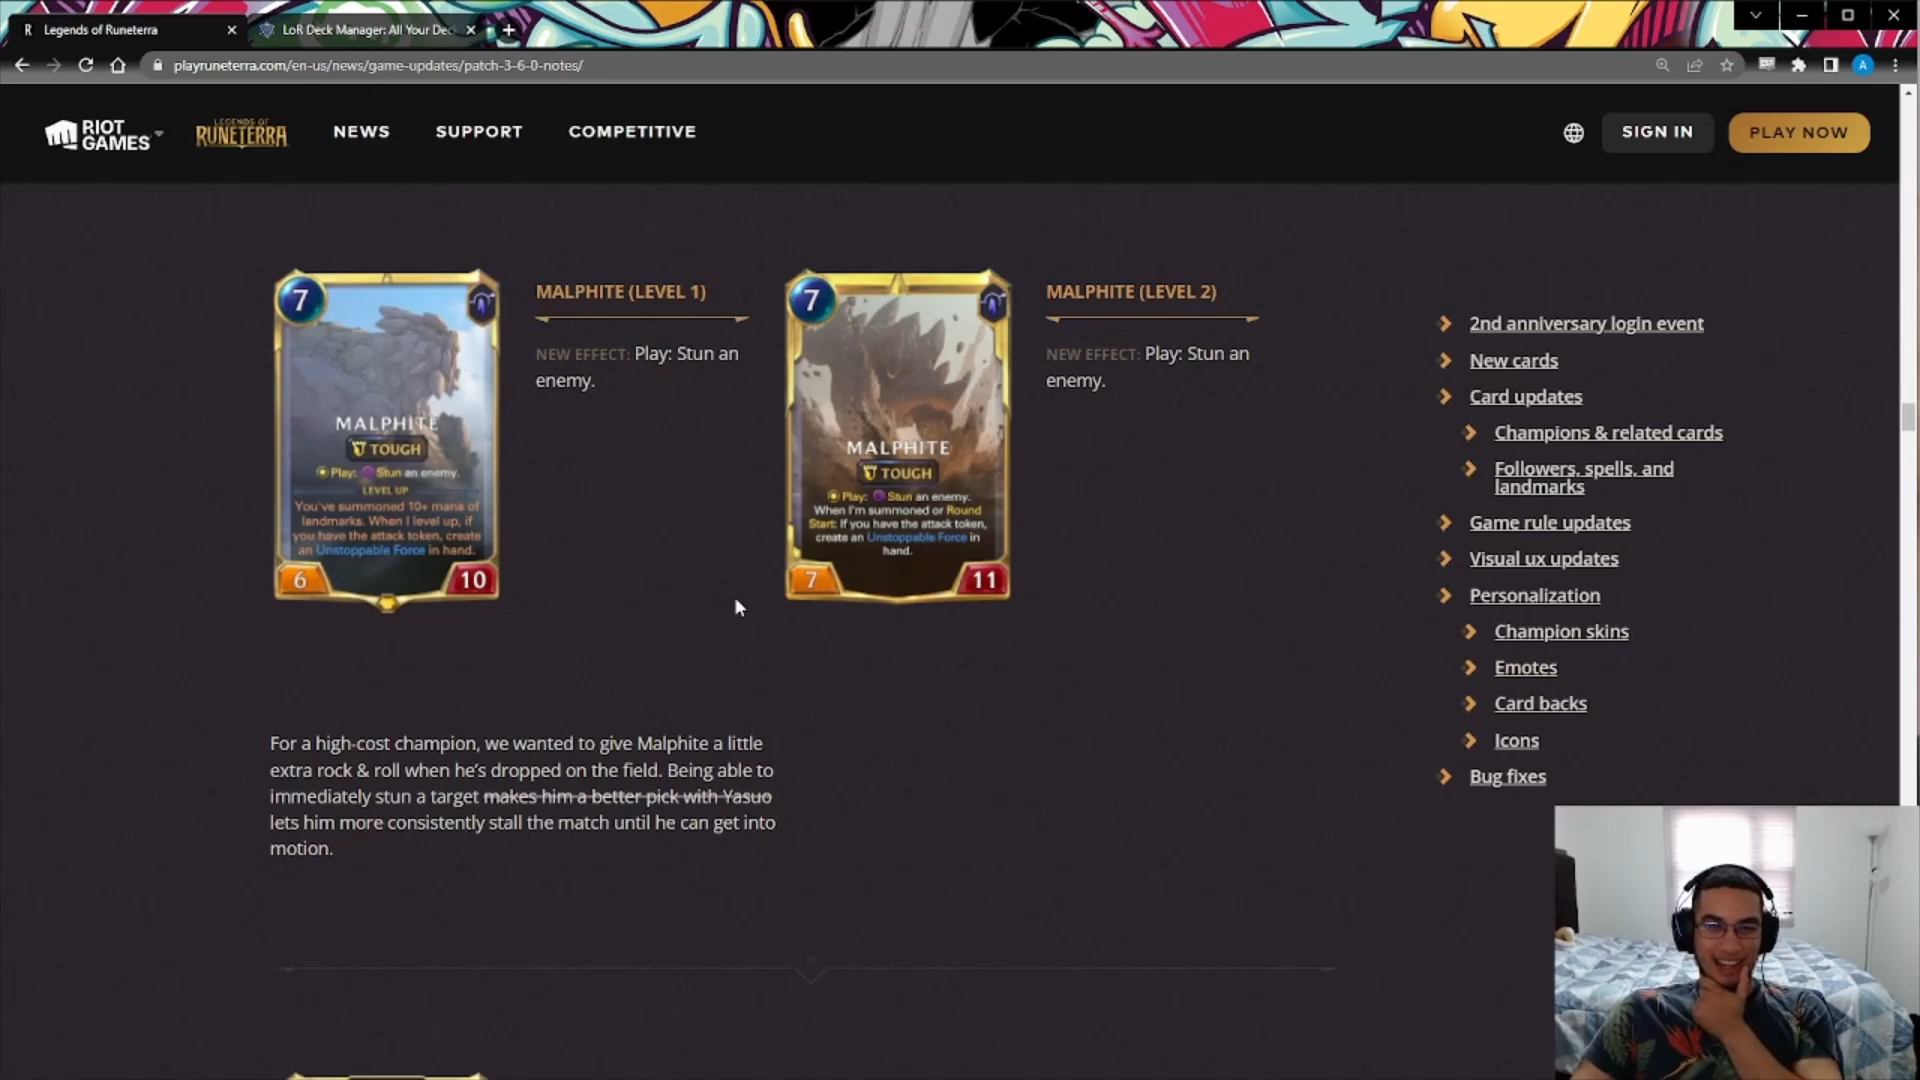 Legends of Runeterra
LoR Deck Manager: All Your Dec
playruneterra.com/en-us/news/game-updates/patch-3-6-0-notes/
A
RIOT GAMES
LEGENDS OF RUNETERRA
NEWS
SUPPORT
COMPETITIVE
SIGN IN
PLAY NOW
7
MALPHITE
TOUGH
Play: Stun an enemy.
LEVEL UP
You've summoned 10+ mana of
landmarks. When I level up, if
you have the attack token, create
an Unstoppable Force in hand.
6
10
MALPHITE (LEVEL 1)
NEW EFFECT: Play: Stun an
enemy.
7
MALPHITE
TOUGH
Play: Stun an enemy.
When I'm summoned or Round
Start: If you have the attack token,
create an Unstoppable Force in
hand.
7
11
MALPHITE (LEVEL 2)
NEW EFFECT: Play: Stun an
enemy.
For a high-cost champion, we wanted to give Malphite a little
extra rock & roll when he's dropped on the field. Being able to
immediately stun a target makes him a better pick with Yasuo
lets him more consistently stall the match until he can get into
motion.
2nd anniversary login event
New cards
Card updates
Champions & related cards
Followers, spells, and
landmarks
Game rule updates
Visual ux updates
Personalization
Champion skins
Emotes
Card backs
Icons
Bug fixes